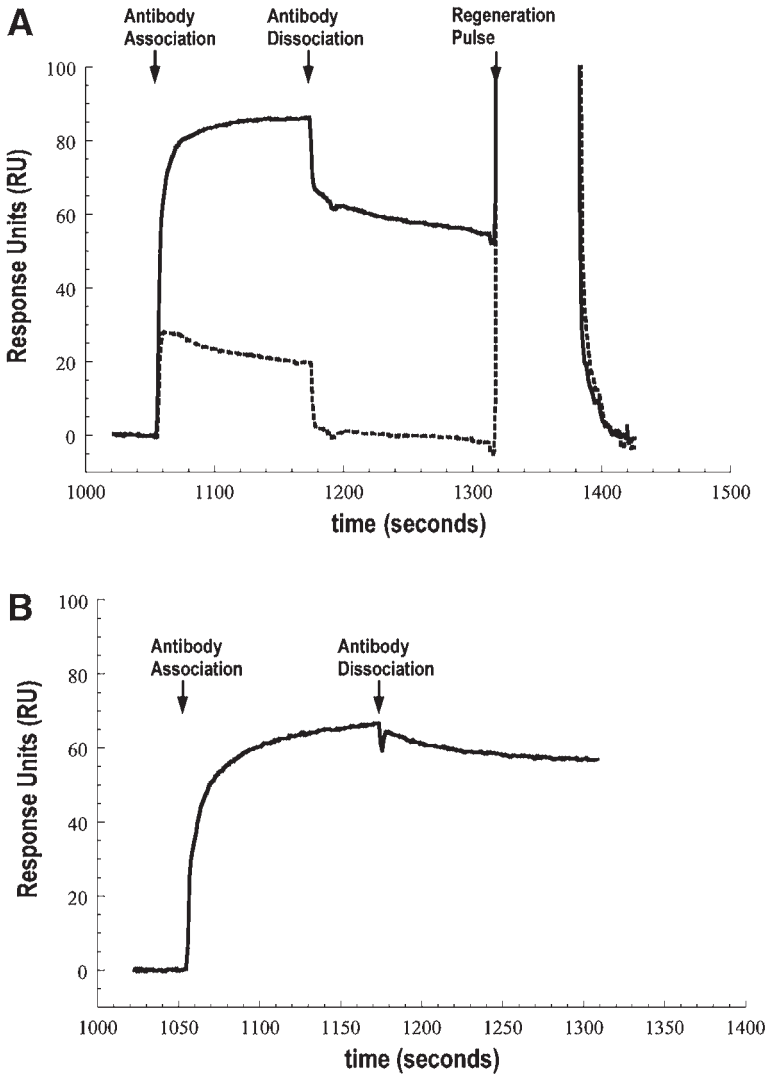 A
Antibody Association
Antibody Dissociation
Regeneration Pulse
100
80
60
40
20
0
Response Units (RU)
1000 1100 1200 1300 1400 1500
time (seconds)
B
100
80
60
40
20
0
Response Units (RU)
Antibody Association
Antibody Dissociation
1000 1050 1100 1150 1200 1250 1300 1350 1400
time (seconds)